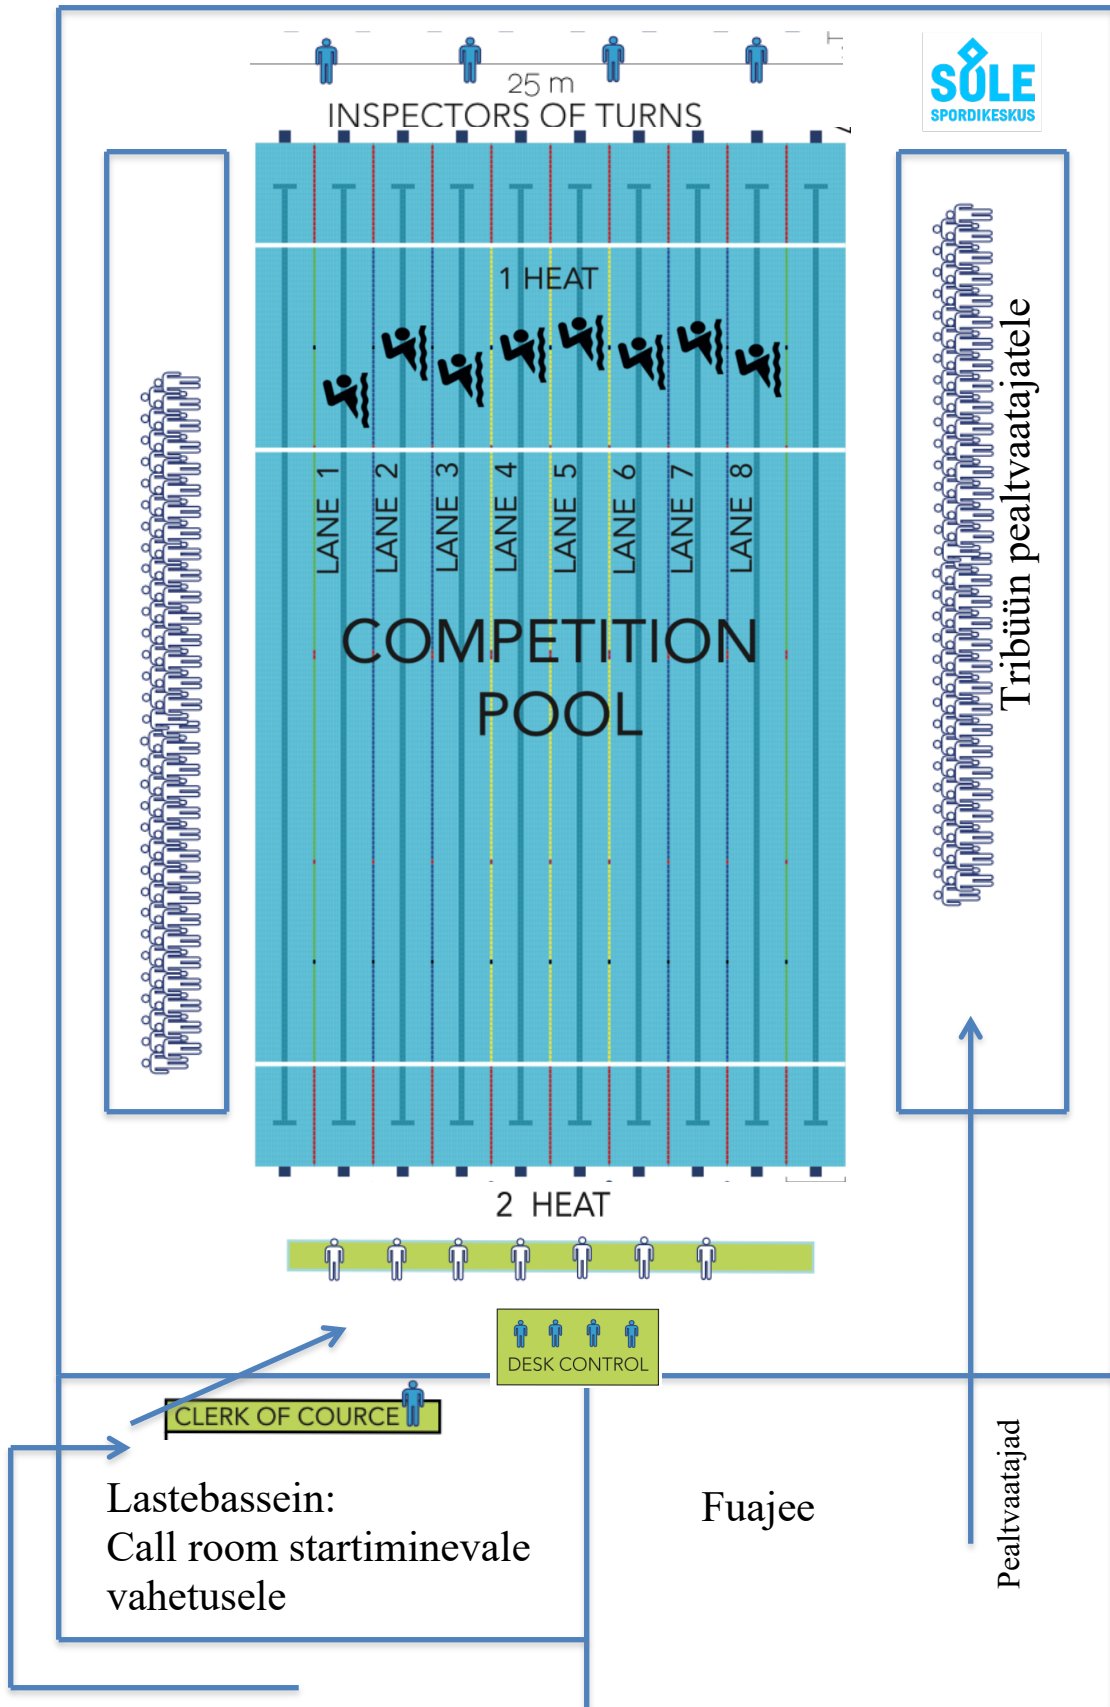 25 m
INSPECTORS OF TURNS
SÕLE
SPORDIKESKUS
1 HEAT
LANE 1
LANE 2
LANE 3
LANE 4
LANE 5
LANE 6
LANE 7
LANE 8
COMPETITION
POOL
Tribüün pealtvaatajatele
2 HEAT
DESK CONTROL
CLERK OF COURCE
Lastebassein:
Call room startiminevale
vahetusele
Fuajee
Pealtvaatajad